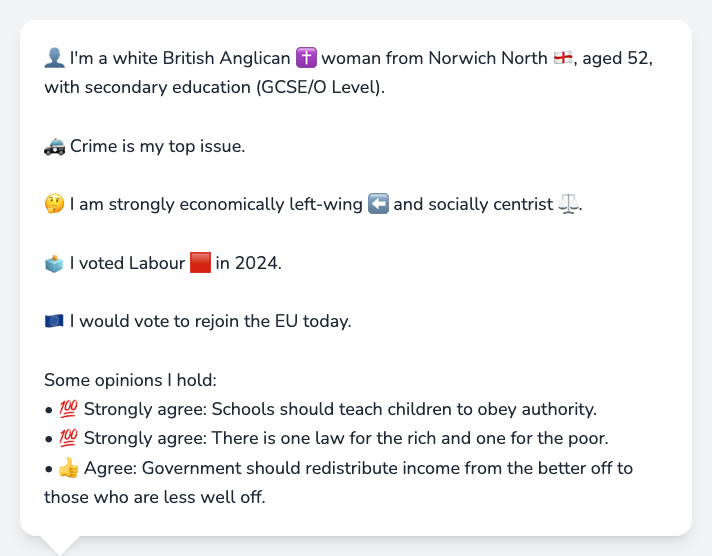 👤 I'm a white British Anglican ✝️ woman from Norwich North 🏴󠁧󠁢󠁥󠁮󠁧󠁿, aged 52,
with secondary education (GCSE/O Level).
🚓 Crime is my top issue.
🤔 I am strongly economically left-wing ⬅️ and socially centrist ⚖️.
🗳️ I voted Labour 🟥 in 2024.
🇪🇺 I would vote to rejoin the EU today.
Some opinions I hold:
• 💯 Strongly agree: Schools should teach children to obey authority.
• 💯 Strongly agree: There is one law for the rich and one for the poor.
• 👍 Agree: Government should redistribute income from the better off to
those who are less well off.